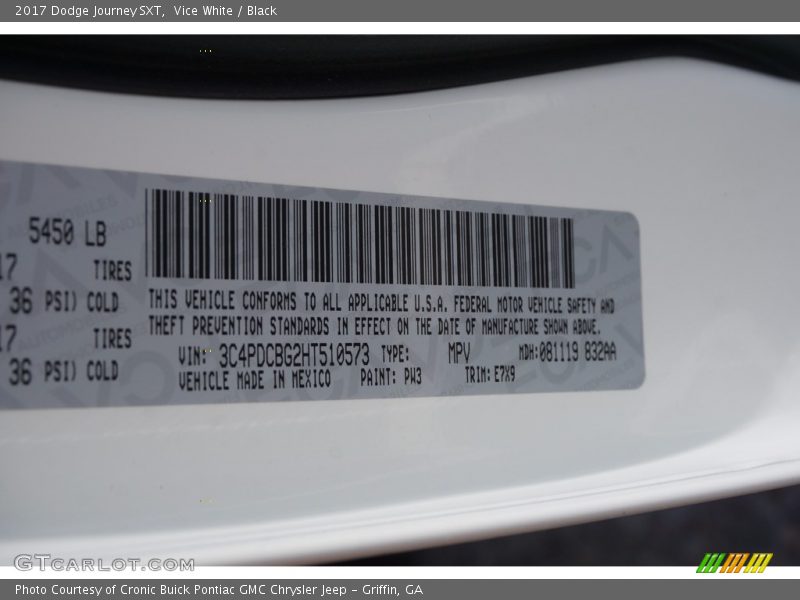 2017 Dodge Journey SXT, Vice White / Black
5450 LB
17 TIRES
36 PSI) COLD
17 TIRES
36 PSI) COLD
THIS VEHICLE CONFORMS TO ALL APPLICABLE U.S.A. FEDERAL MOTOR VEHICLE SAFETY AND
THEFT PREVENTION STANDARDS IN EFFECT ON THE DATE OF MANUFACTURE SHOWN ABOVE.
VIN: 3C4PDCBG2HT510573 TYPE: MPV MDH:081119 832AA
VEHICLE MADE IN MEXICO PAINT: PW3 TRIM: E7X9
GTCARLOT.COM
Photo Courtesy of Cronic Buick Pontiac GMC Chrysler Jeep - Griffin, GA